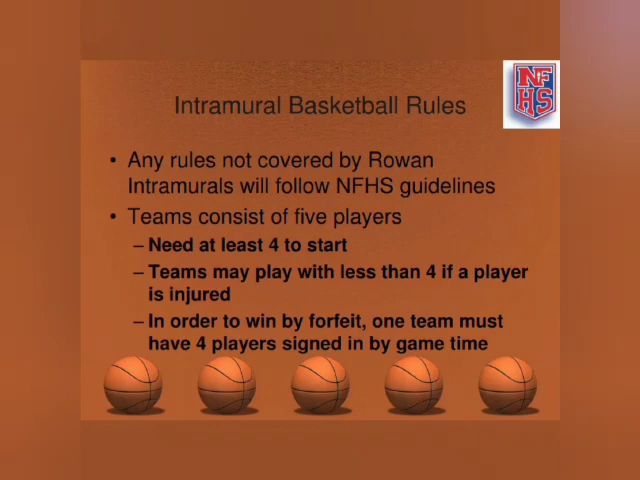 NF
HS
Intramural Basketball Rules
• Any rules not covered by Rowan
Intramurals will follow NFHS guidelines
• Teams consist of five players
– Need at least 4 to start
– Teams may play with less than 4 if a player
is injured
– In order to win by forfeit, one team must
have 4 players signed in by game time